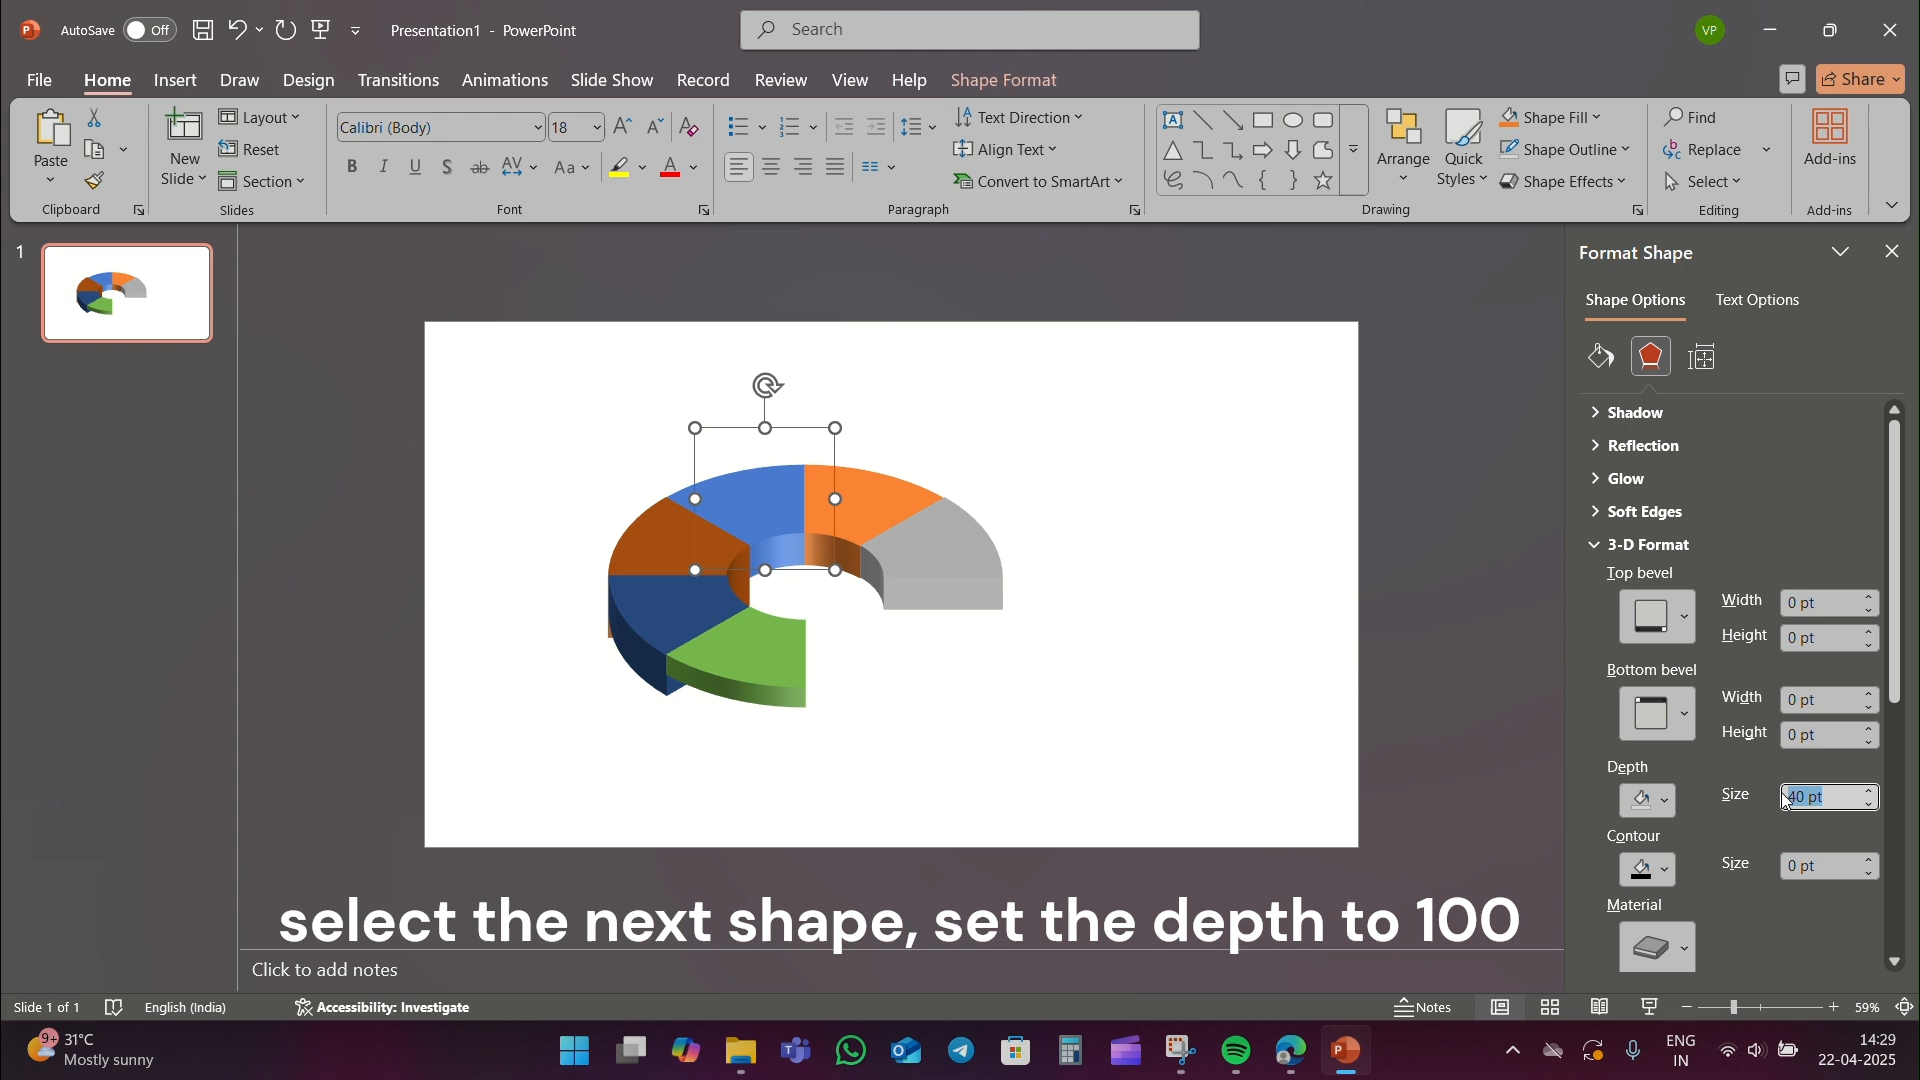 AutoSave Off Presentation1 - PowerPoint Search VP
File Home Insert Draw Design Transitions Animations Slide Show Record Review View Help Shape Format Share
Paste
New Slide
Layout
Reset
Section
Calibri (Body) 18
B I U S ab AV Aa A
Text Direction
Align Text
Convert to SmartArt
Arrange
Quick Styles
Shape Fill
Shape Outline
Shape Effects
Find
Replace
Select
Add-ins
Clipboard Slides Font Paragraph Drawing Editing Add-ins
1
Format Shape
Shape Options Text Options
Shadow
Reflection
Glow
Soft Edges
3-D Format
Top bevel
Width 0 pt
Height 0 pt
Bottom bevel
Width 0 pt
Height 0 pt
Depth
Size 40 pt
Contour
Size 0 pt
Material
select the next shape, set the depth to 100
Click to add notes
Slide 1 of 1 English (India) Accessibility: Investigate Notes 59%
9+ 31°C
Mostly sunny
ENG
IN
14:29
22-04-2025